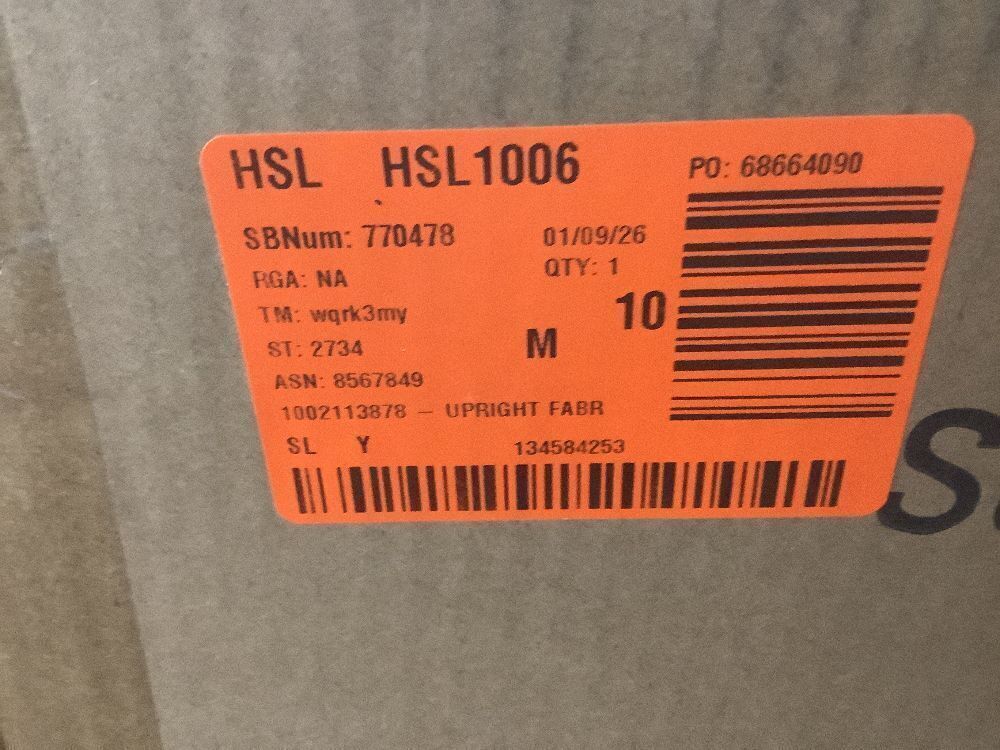 HSL HSL1006 PO: 68664090
SBNum: 770478 01/09/26
RGA: NA QTY: 1
TM: wqrk3my 10
ST: 2734 M
ASN: 8567849
1002113878 – UPRIGHT FABR
SL Y 134584253